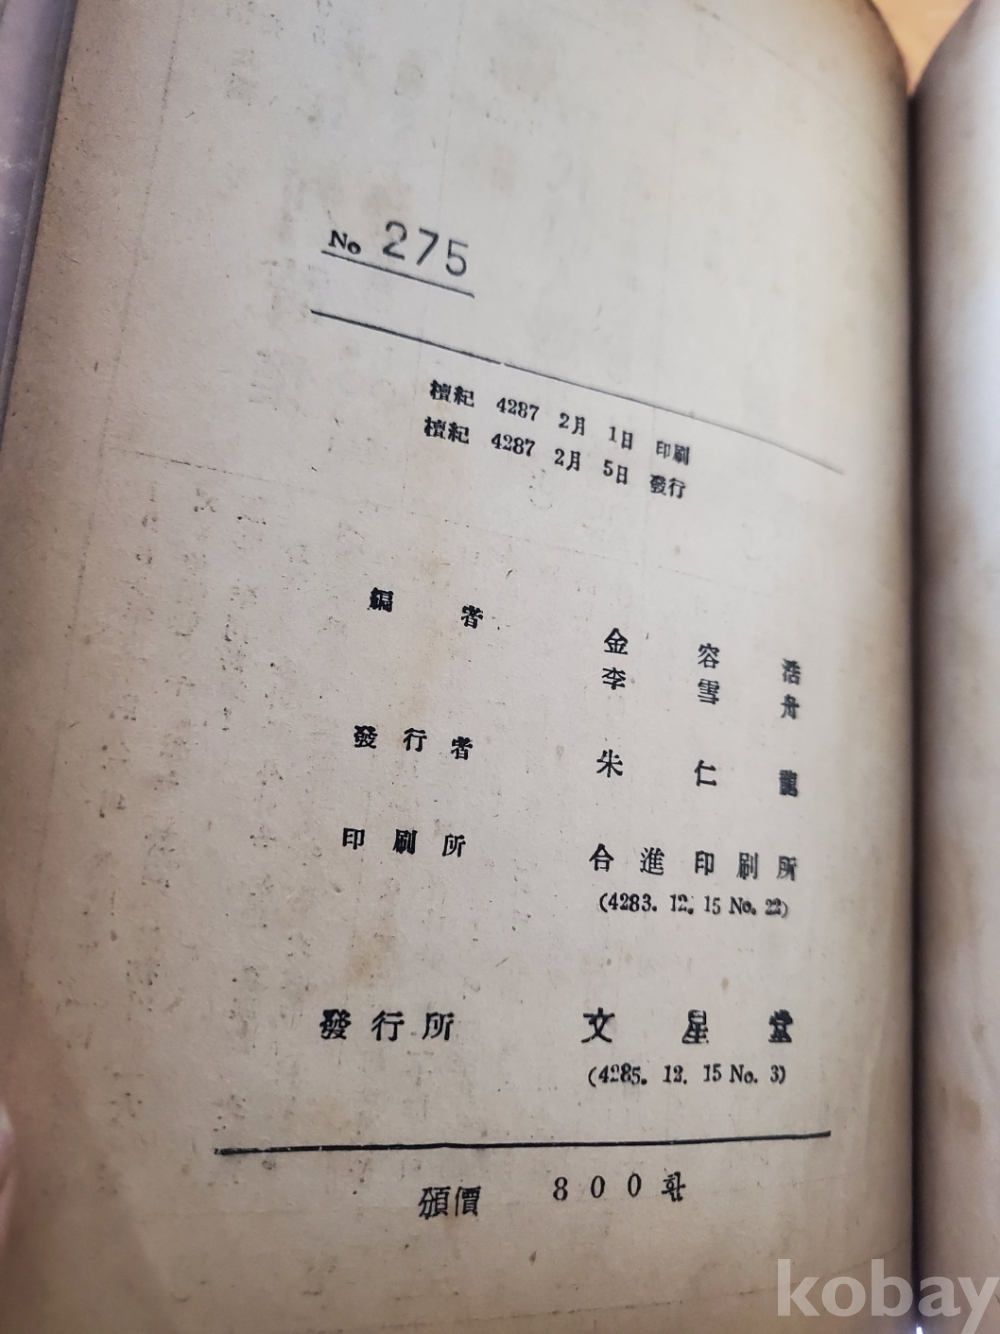 No 275
檀紀 4287 2月 1日 印刷
檀紀 4287 2月 5日 發行
編者 金容浩
李雪舟
發行者 朱仁龍
印刷所 合進印刷所
(4283. 12. 15 No. 22)
發行所 文星堂
(4285. 12. 15 No. 3)
頒價 800환
kobay